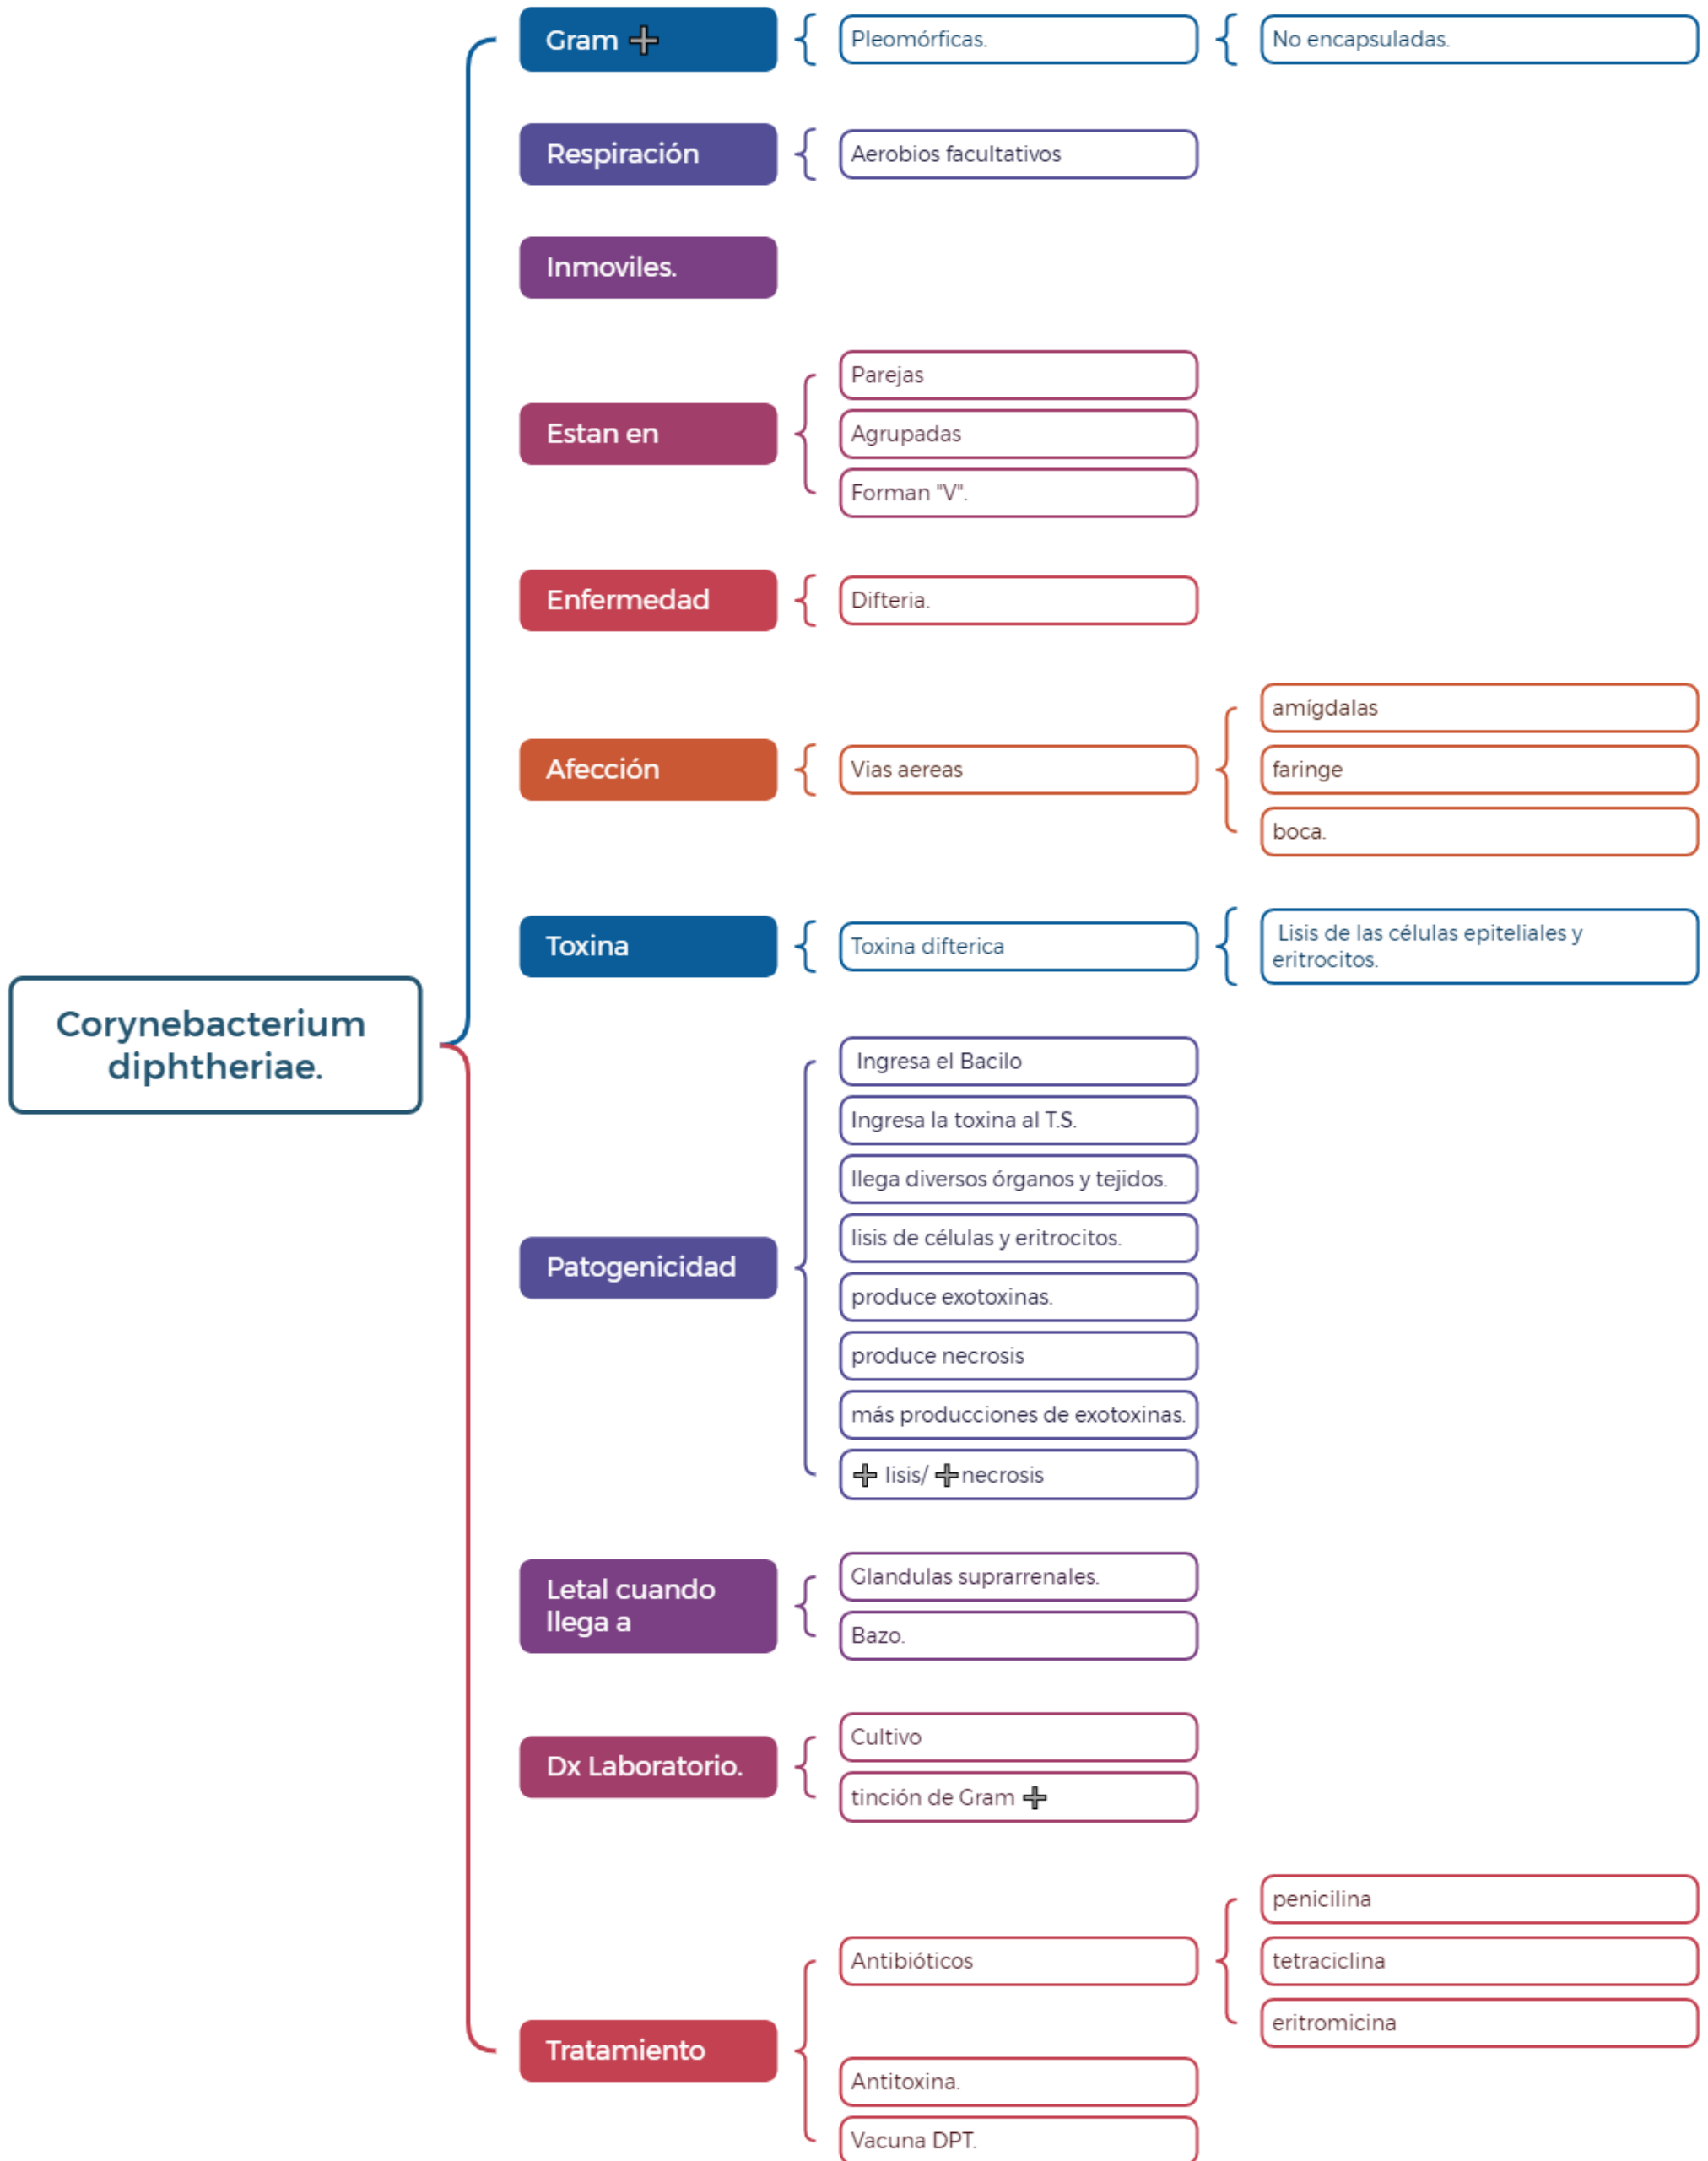 Gram ➕
Pleomórficas.
No encapsuladas.
Respiración
Aerobios facultativos
Inmoviles.
Estan en
Parejas
Agrupadas
Forman "V".
Enfermedad
Difteria.
Afección
Vias aereas
amígdalas
faringe
boca.
Toxina
Toxina difterica
Lisis de las células epiteliales y
eritrocitos.
Corynebacterium
diphtheriae.
Patogenicidad
Ingresa el Bacilo
Ingresa la toxina al T.S.
llega diversos órganos y tejidos.
lisis de células y eritrocitos.
produce exotoxinas.
produce necrosis
más producciones de exotoxinas.
➕ lisis/ ➕necrosis
Letal cuando
llega a
Glandulas suprarrenales.
Bazo.
Dx Laboratorio.
Cultivo
tinción de Gram ➕
Tratamiento
Antibióticos
penicilina
tetraciclina
eritromicina
Antitoxina.
Vacuna DPT.